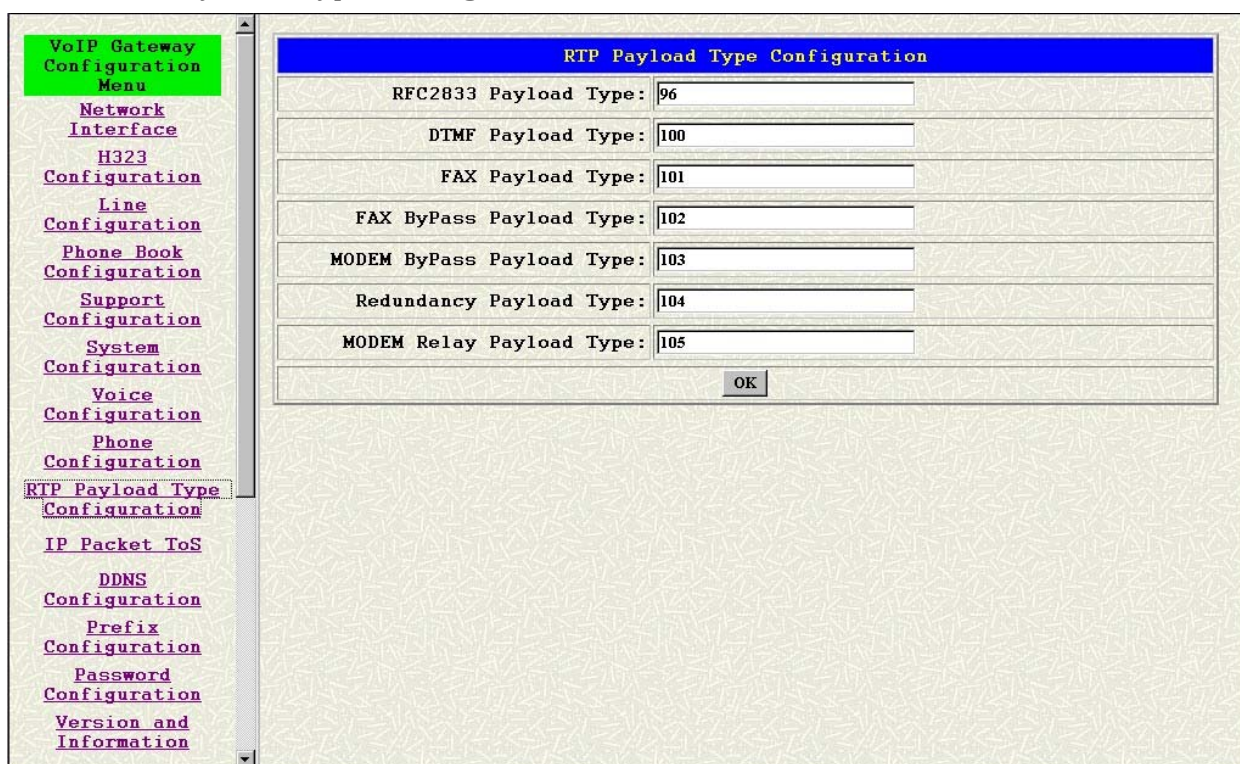 VoIP Gateway
Configuration
Menu
Network
Interface
H323
Configuration
Line
Configuration
Phone Book
Configuration
Support
Configuration
System
Configuration
Voice
Configuration
Phone
Configuration
RTP Payload Type
Configuration
IP Packet ToS
DDNS
Configuration
Prefix
Configuration
Password
Configuration
Version and
Information
RTP Payload Type Configuration
RFC2833 Payload Type: 96
DTMF Payload Type: 100
FAX Payload Type: 101
FAX ByPass Payload Type: 102
MODEM ByPass Payload Type: 103
Redundancy Payload Type: 104
MODEM Relay Payload Type: 105
OK